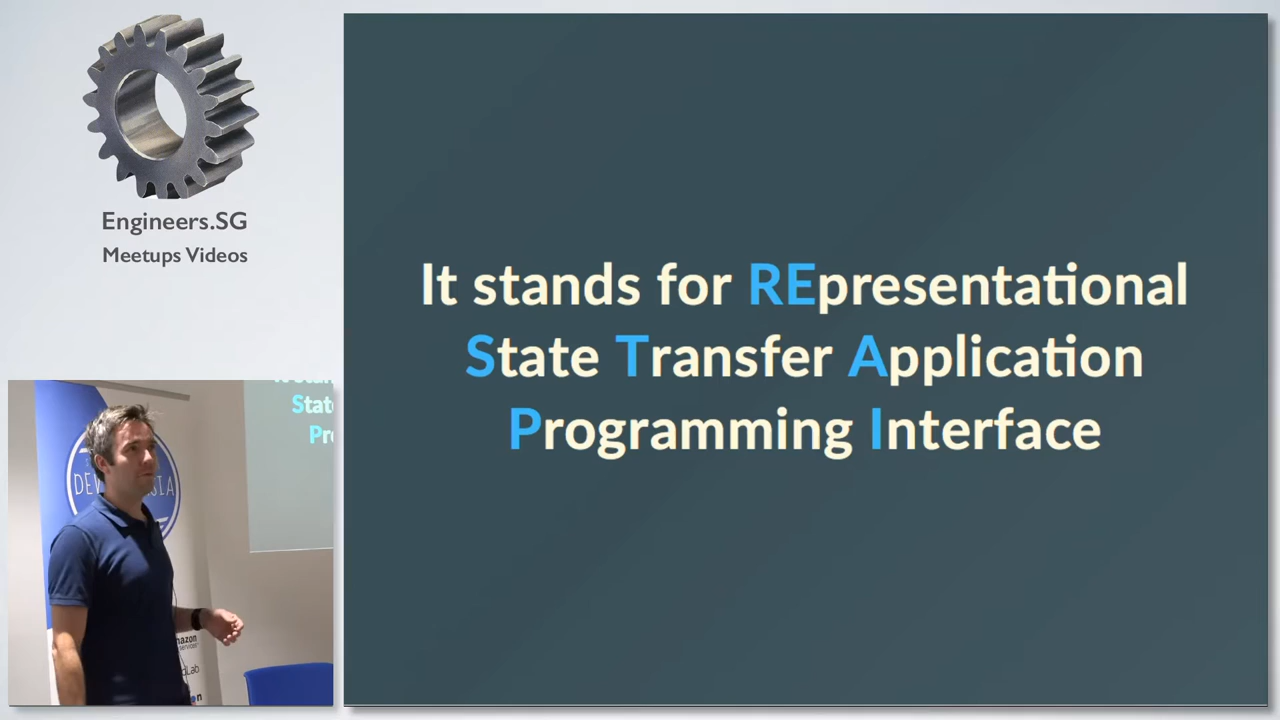 Engineers.SG
Meetups Videos
It stands for REpresentational
State Transfer Application
Programming Interface